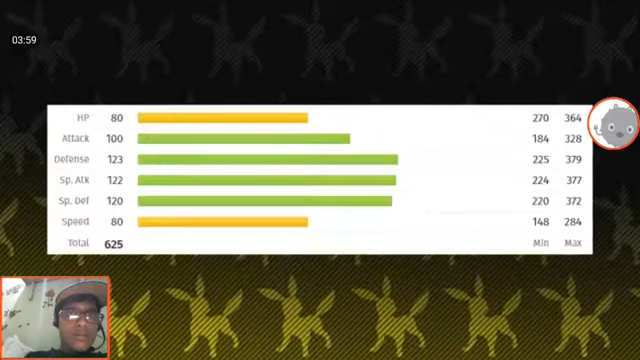 03:59
HP 80 270 364
Attack 100 184 328
Defense 123 225 379
Sp. Atk 122 224 377
Sp. Def 120 220 372
Speed 80 148 284
Total 625 Min Max